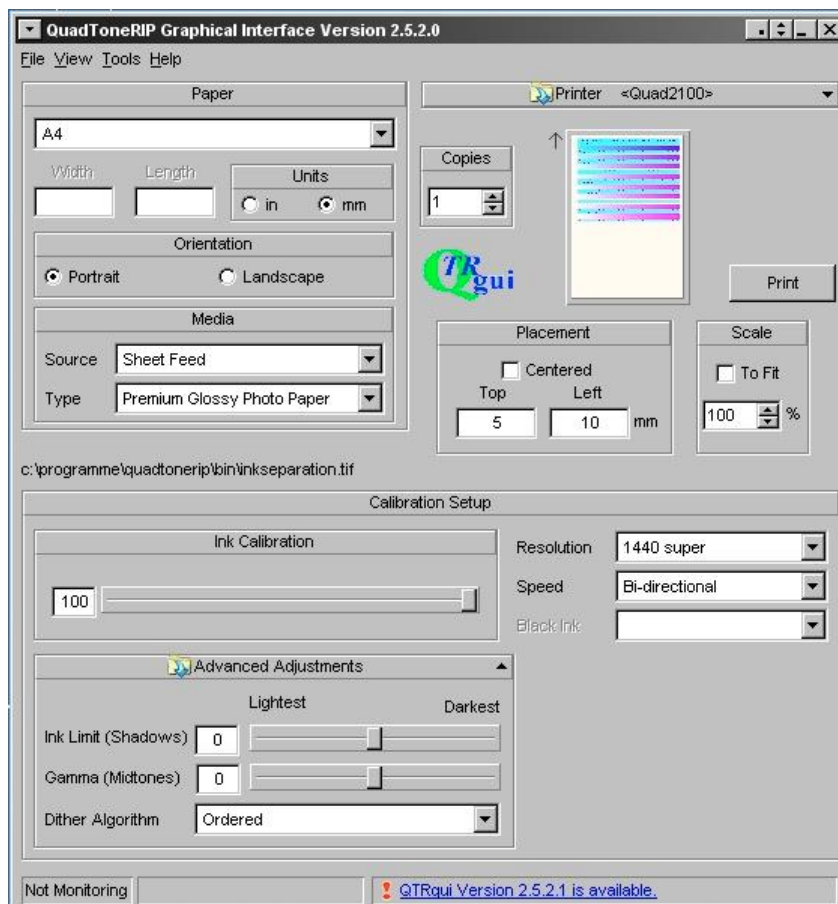 QuadToneRIP Graphical Interface Version 2.5.2.0
File View Tools Help
Paper
A4
Width Length
Units
in mm
Orientation
Portrait Landscape
Media
Source Sheet Feed
Type Premium Glossy Photo Paper
Printer <Quad2100>
Copies
1
QTR gui
Print
Placement
Centered
Top Left
5 10 mm
Scale
To Fit
100 %
c:\programme\quadtonerip\bin\inkseparation.tif
Calibration Setup
Ink Calibration
100
Resolution 1440 super
Speed Bi-directional
Black Ink
Advanced Adjustments
Lightest Darkest
Ink Limit (Shadows) 0
Gamma (Midtones) 0
Dither Algorithm Ordered
Not Monitoring
QTRgui Version 2.5.2.1 is available.